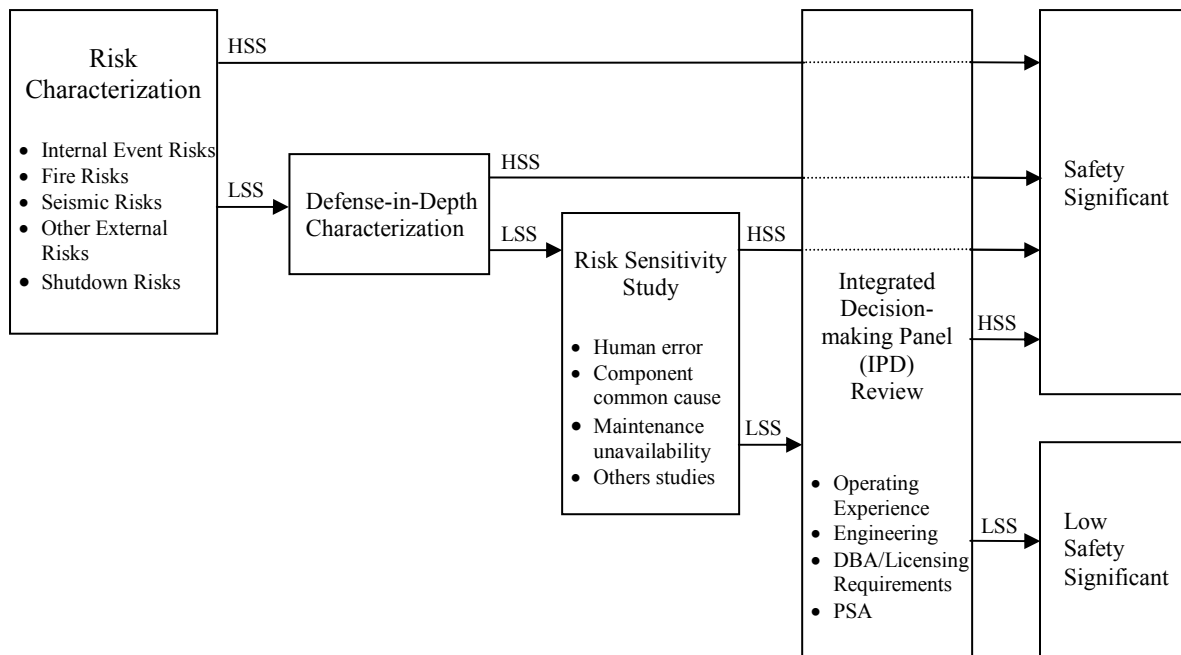 Risk
Characterization
• Internal Event Risks
• Fire Risks
• Seismic Risks
• Other External
Risks
• Shutdown Risks
HSS
LSS
Defense-in-Depth
Characterization
HSS
LSS
Risk Sensitivity
Study
• Human error
• Component
common cause
• Maintenance
unavailability
• Others studies
HSS
LSS
Integrated
Decision-
making Panel
(IPD)
Review
• Operating
Experience
• Engineering
• DBA/Licensing
Requirements
• PSA
HSS
LSS
Safety
Significant
Low
Safety
Significant